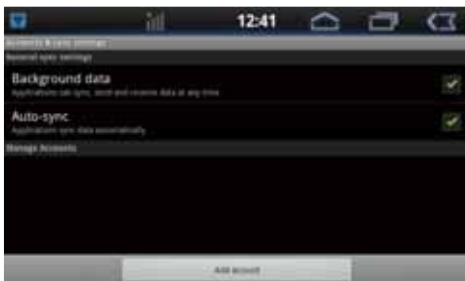 12:41
Accounts & sync settings
General sync settings
Background data
Applications can sync, send and receive data at any time
Auto-sync
Applications sync data automatically
Manage Accounts
Add account